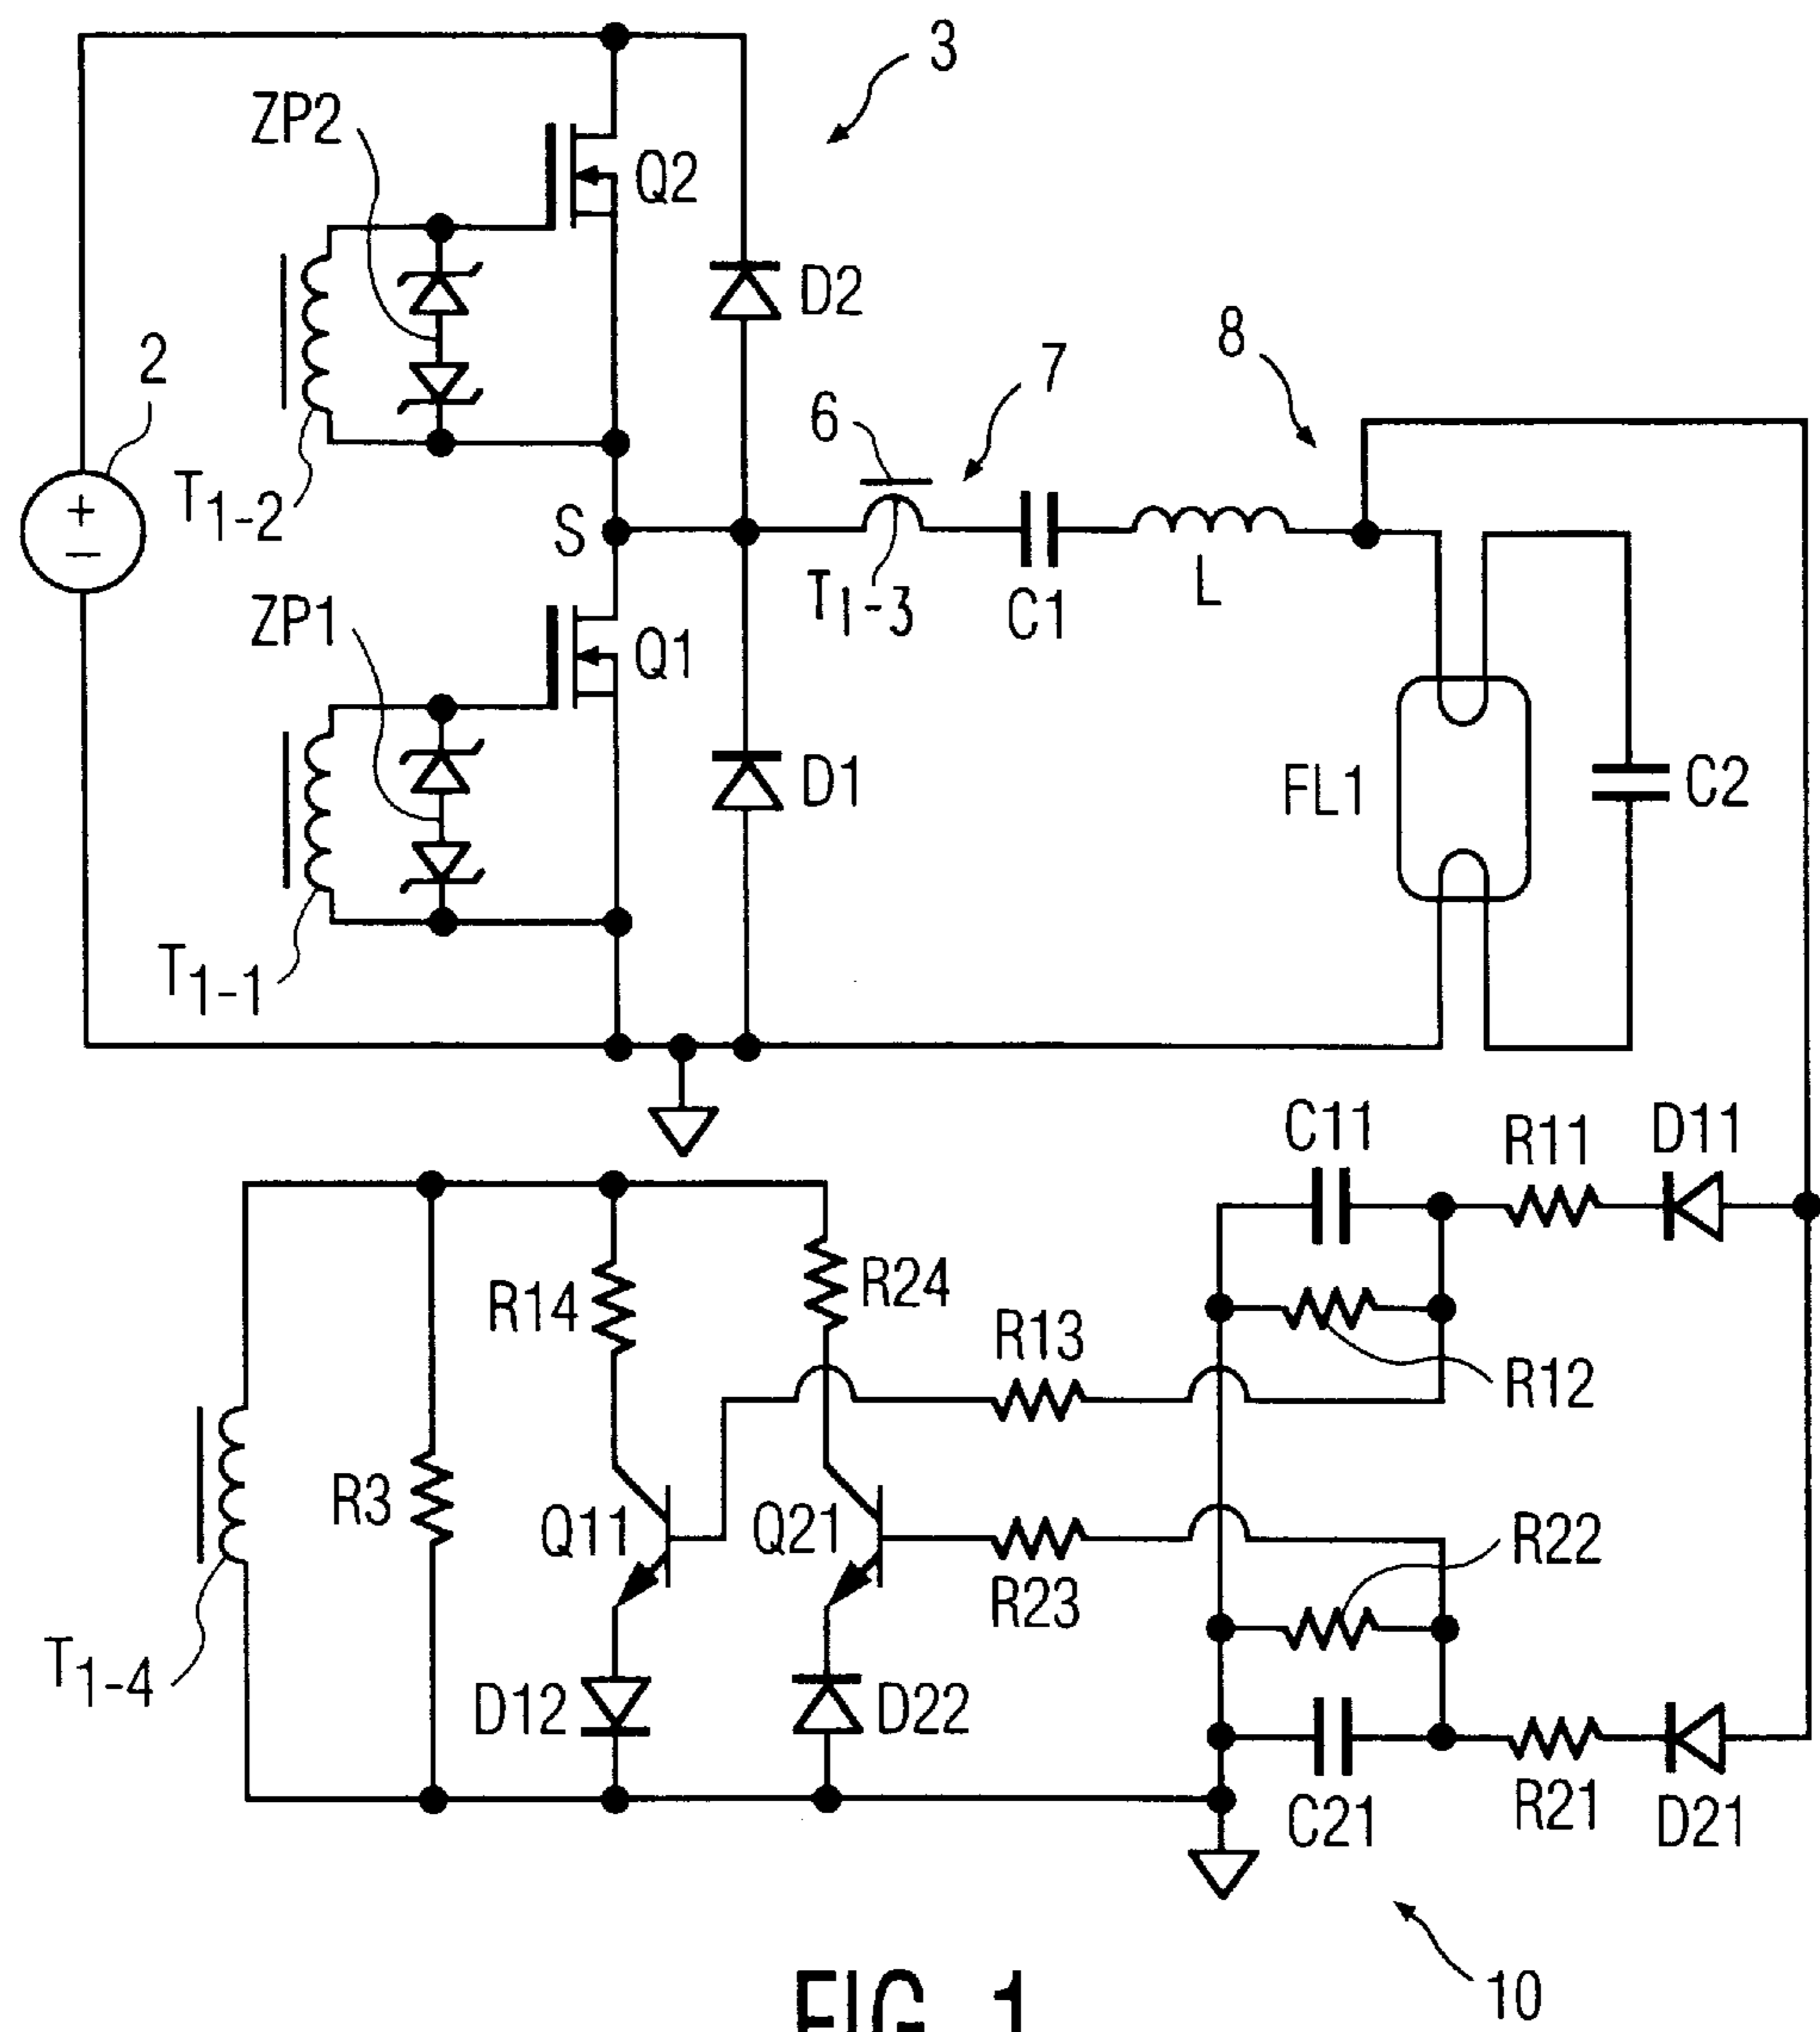 3
ZP2
Q2
D2
2
8
7
6
T1-2
S
T1-3
C1
L
ZP1
Q1
D1
FL1
C2
T1-1
C11
R11
D11
R14
R24
R13
R12
R3
Q11
Q21
R22
R23
T1-4
D12
D22
C21
R21
D21
10
FIG. 1